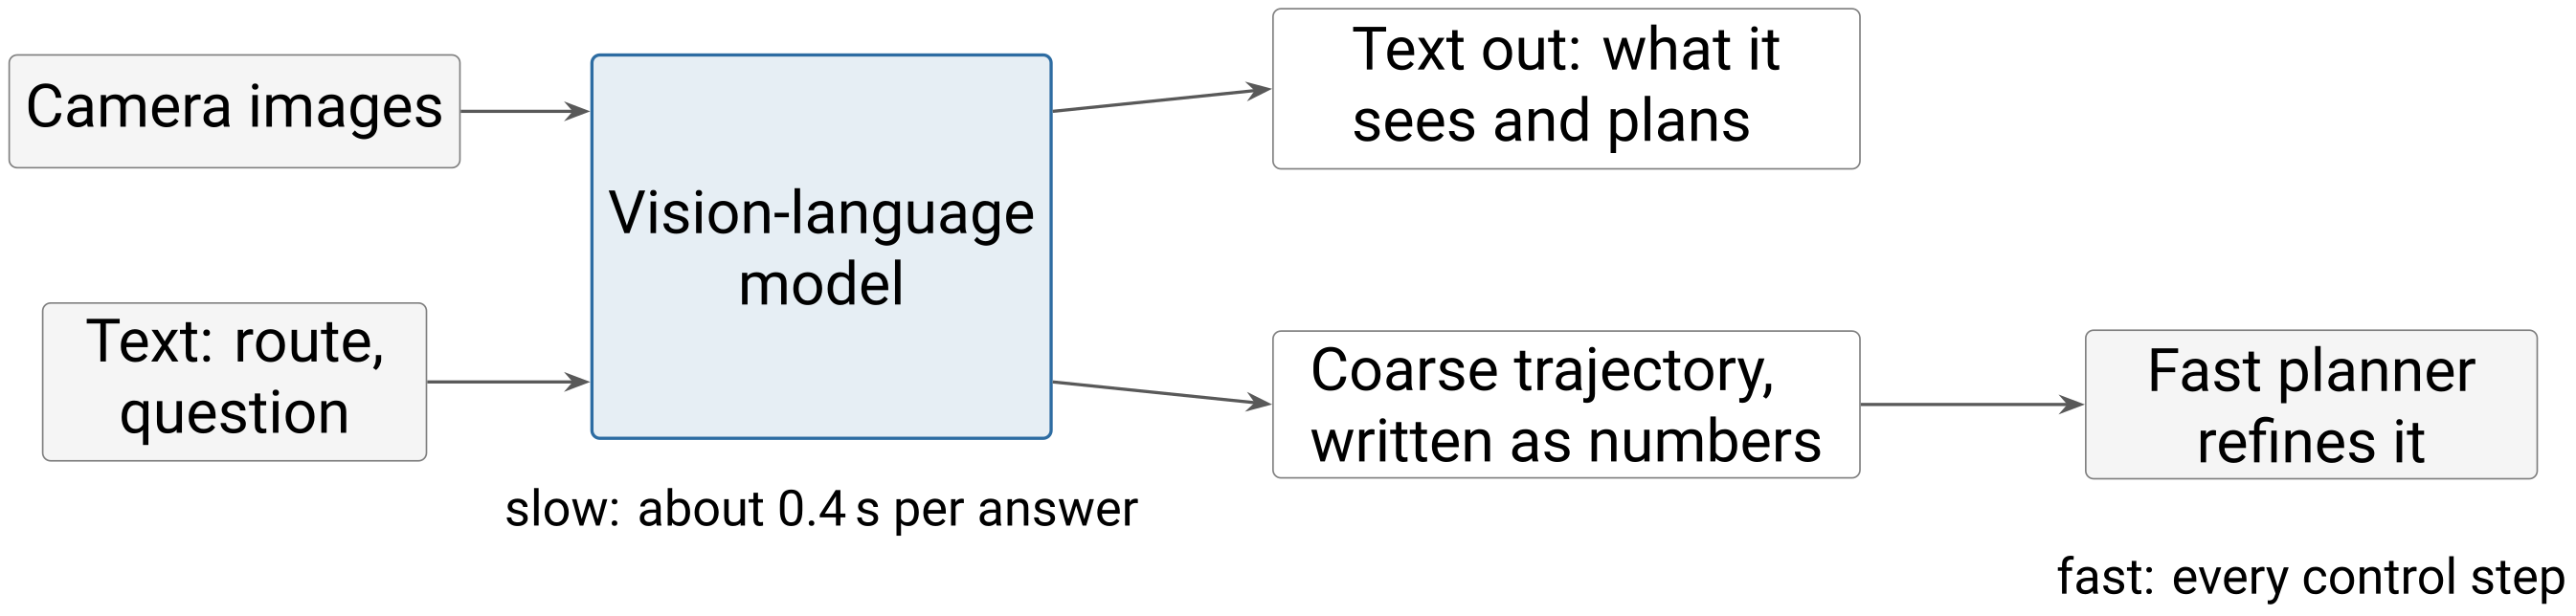 Camera images
Text: route,
question
Vision-language
model
slow: about 0.4 s per answer
Text out: what it
sees and plans
Coarse trajectory,
written as numbers
Fast planner
refines it
fast: every control step